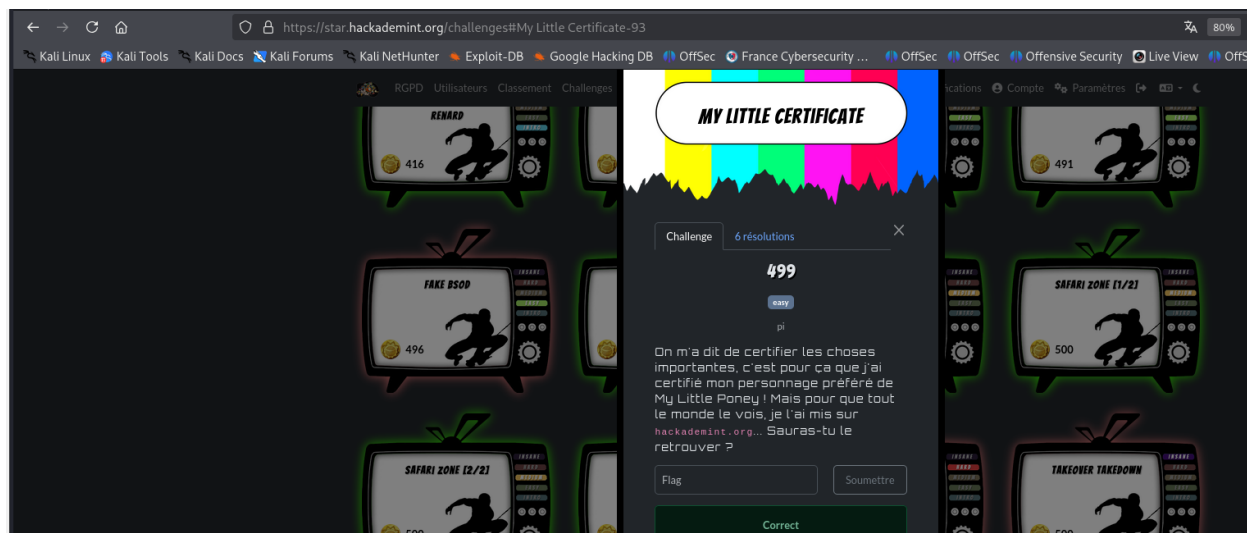 https://star.hackademint.org/challenges#My Little Certificate-93
80%
Kali Linux Kali Tools Kali Docs Kali Forums Kali NetHunter Exploit-DB Google Hacking DB OffSec France Cybersecurity ... OffSec OffSec Offensive Security Live View OffS
RGPD Utilisateurs Classement Challenges
ications Compte Paramètres
MY LITTLE CERTIFICATE
RENARD
416
491
Challenge 6 résolutions
499
easy
pi
FAKE BSOD
496
SAFARI ZONE [1/2]
500
On m'a dit de certifier les choses
importantes, c'est pour ça que j'ai
certifié mon personnage préféré de
My Little Poney ! Mais pour que tout
le monde le vois, je l'ai mis sur
hackademint.org... Sauras-tu le
retrouver ?
Flag Soumettre
Correct
SAFARI ZONE [2/2]
TAKEOVER TAKEDOWN